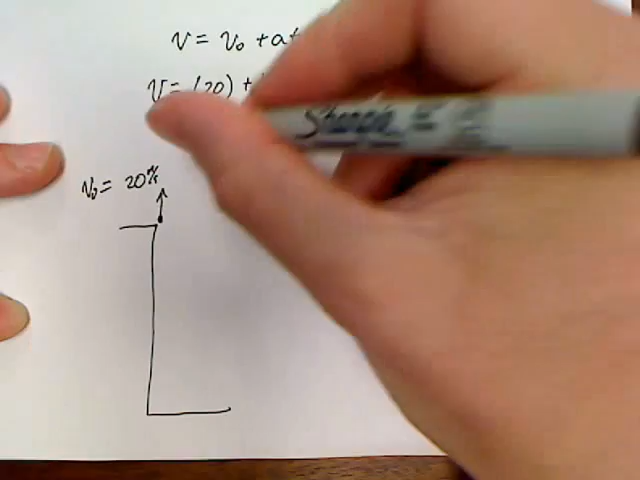 v = v₀ + at
v = (20) +
Sharpie
v₀ = 20 m/s